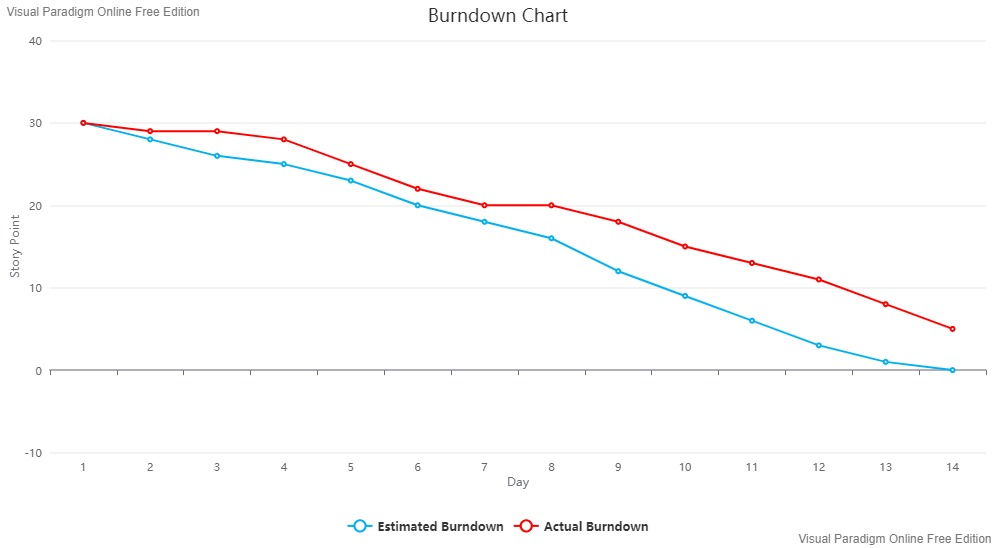 Visual Paradigm Online Free Edition
Burndown Chart
40
30
20
10
0
-10
Story Point
1 2 3 4 5 6 7 8 9 10 11 12 13 14
Day
Estimated Burndown Actual Burndown
Visual Paradigm Online Free Edition